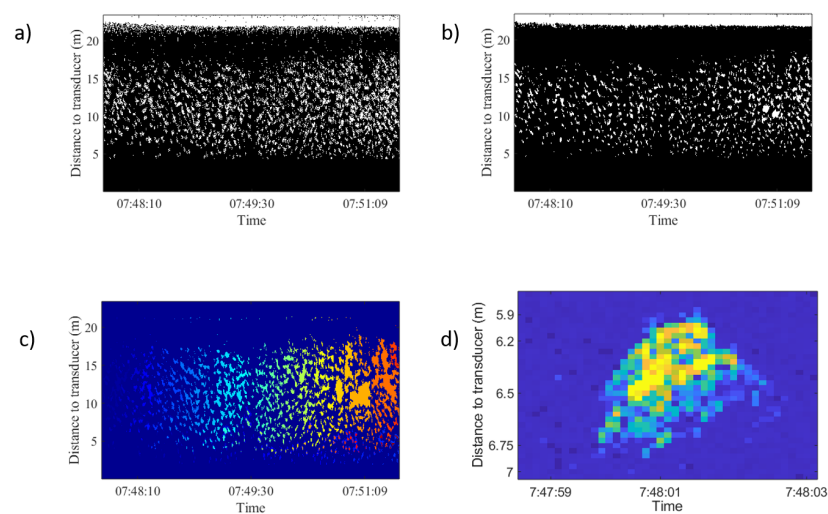 a)
Distance to transducer (m)
20
15
10
5
07:48:10
07:49:30
07:51:09
Time
b)
Distance to transducer (m)
20
15
10
5
07:48:10
07:49:30
07:51:09
Time
c)
Distance to transducer (m)
20
15
10
5
07:48:10
07:49:30
07:51:09
Time
d)
Distance to transducer (m)
5.9
6.2
6.5
6.75
7
7:47:59
7:48:01
7:48:03
Time